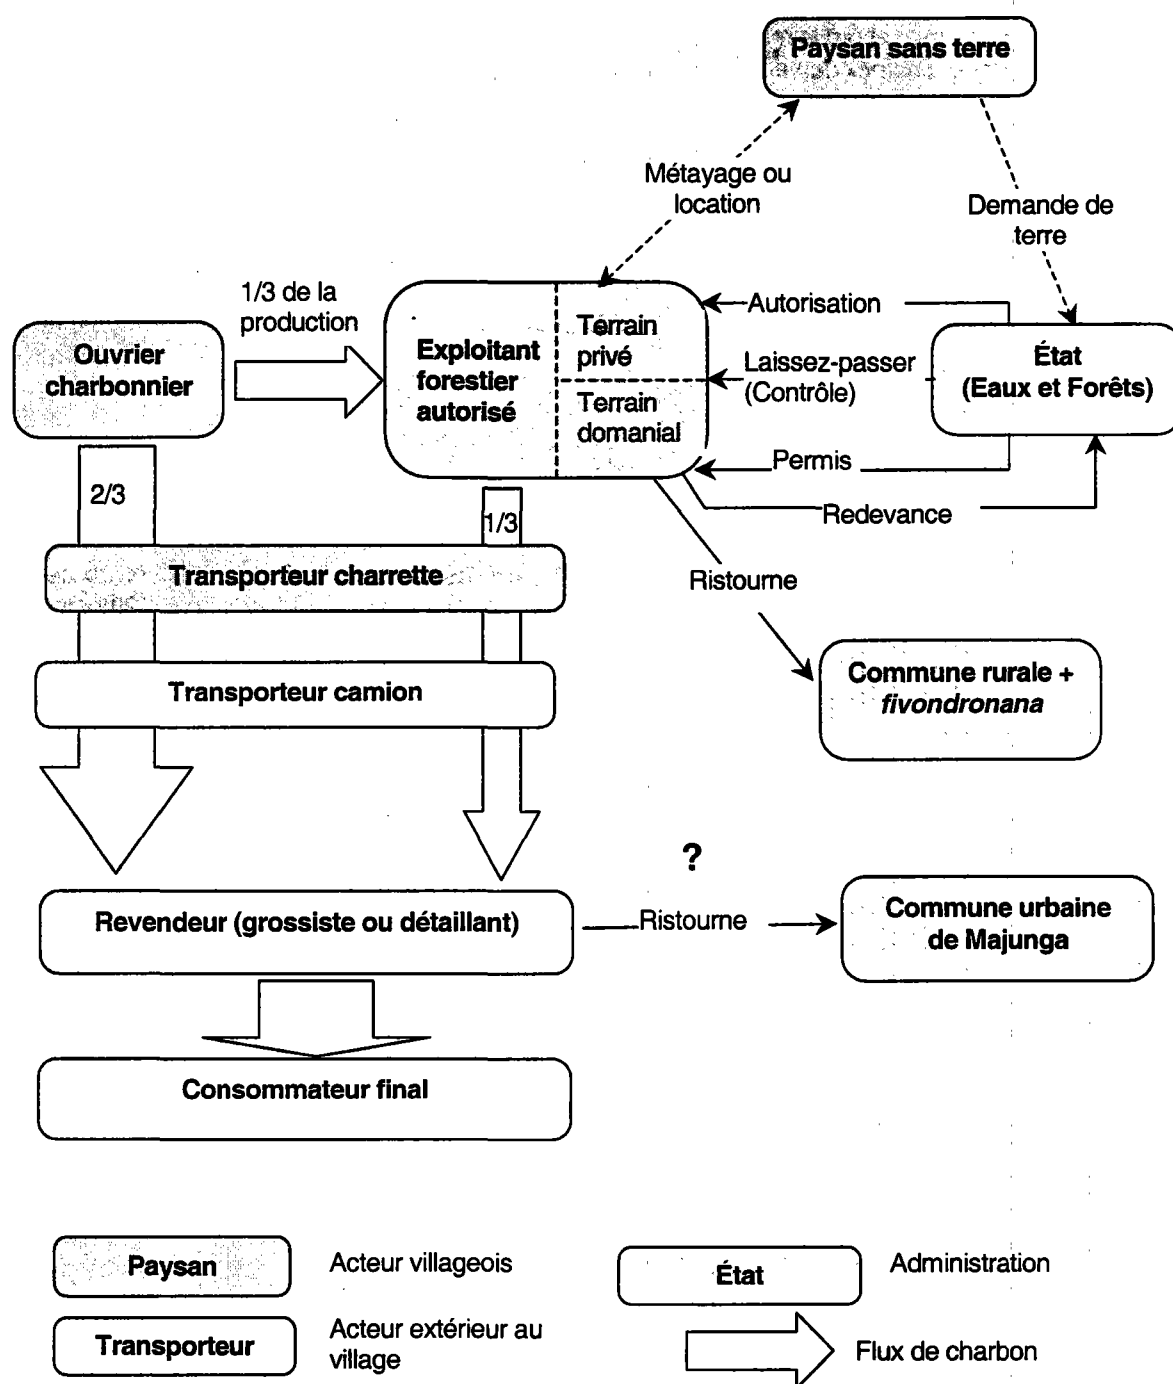 Paysan sans terre
Métayage ou
location
Demande de
terre
1/3 de la
production
Ouvrier
charbonnier
Exploitant
forestier
autorisé
Terrain
privé
Terrain
domanial
Autorisation
Laissez-passer
(Contrôle)
Permis
Redevance
État
(Eaux et Forêts)
2/3
1/3
Transporteur charrette
Ristourne
Transporteur camion
Commune rurale +
fivondronana
?
Revendeur (grossiste ou détaillant)
Ristourne
Commune urbaine
de Majunga
Consommateur final
Paysan
Acteur villageois
État
Administration
Transporteur
Acteur extérieur au
village
Flux de charbon